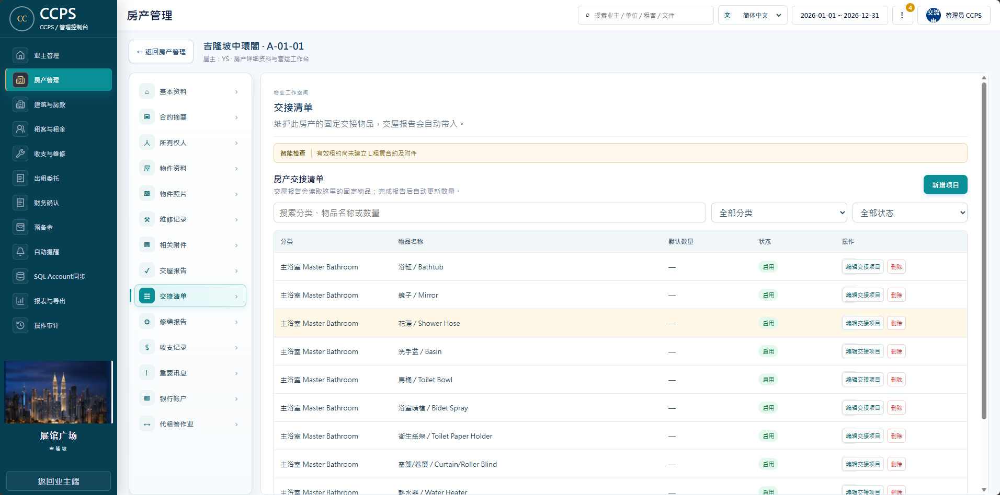 CC
CCPS
CCPS / 管理控制台
业主管理
房产管理
建筑与房款
租客与租金
收支与维修
出租委托
财务确认
预备金
自动提醒
SQL Account同步
报表与导出
操作审计
展馆广场
吉隆坡
返回业主端
房产管理
搜索业主 / 单位 / 租客 / 文件
文 简体中文
2026-01-01 ~ 2026-12-31
! 4
管理员 CCPS
← 返回房产管理
吉隆坡中環閣 · A-01-01
屋主：YS · 房产详细资料与营运工作台
基本资料
合约摘要
人 所有权人
屋 物件资料
物件照片
维修记录
相关附件
✓ 交屋报告
交接清单
修缮报告
$ 收支记录
! 重要讯息
银行帐户
↔ 代租管作业
物业工作空间
交接清单
维护此房产的固定交接物品，交屋报告会自动带入。
智能检查 有效租約尚未建立 L.租賃合約及附件
房产交接清单
交屋报告会读取这里的固定物品；完成报告后自动更新数量。
新增项目
搜索分类、物品名称或数量
全部分类
全部状态
分类 物品名称 默认数量 状态 操作
主浴室 Master Bathroom 浴缸 / Bathtub — 启用 编辑交接项目 删除
主浴室 Master Bathroom 鏡子 / Mirror — 启用 编辑交接项目 删除
主浴室 Master Bathroom 花灑 / Shower Hose — 启用 编辑交接项目 删除
主浴室 Master Bathroom 洗手盆 / Basin — 启用 编辑交接项目 删除
主浴室 Master Bathroom 馬桶 / Toilet Bowl — 启用 编辑交接项目 删除
主浴室 Master Bathroom 浴室噴槍 / Bidet Spray — 启用 编辑交接项目 删除
主浴室 Master Bathroom 衛生紙架 / Toilet Paper Holder — 启用 编辑交接项目 删除
主浴室 Master Bathroom 窗簾/卷簾 / Curtain/Roller Blind — 启用 编辑交接项目 删除
主浴室 Master Bathroom 熱水器 / Water Heater — 启用 编辑交接项目 删除